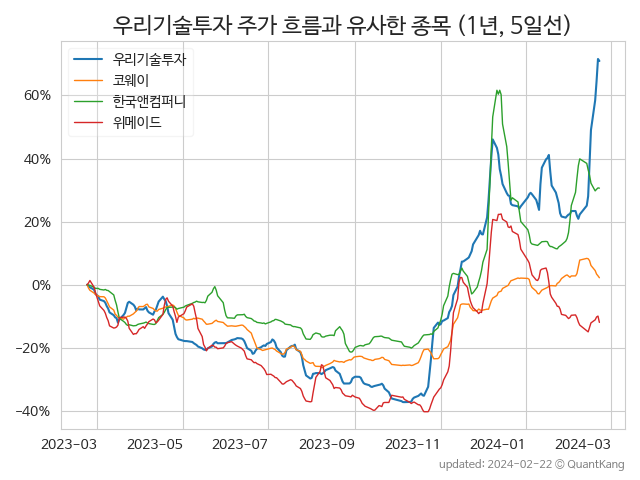 우리기술투자 주가 흐름과 유사한 종목 (1년, 5일선)
우리기술투자
코웨이
한국앤컴퍼니
위메이드
60%
40%
20%
0%
−20%
−40%
2023-03 2023-05 2023-07 2023-09 2023-11 2024-01 2024-03
updated: 2024-02-22 © QuantKang